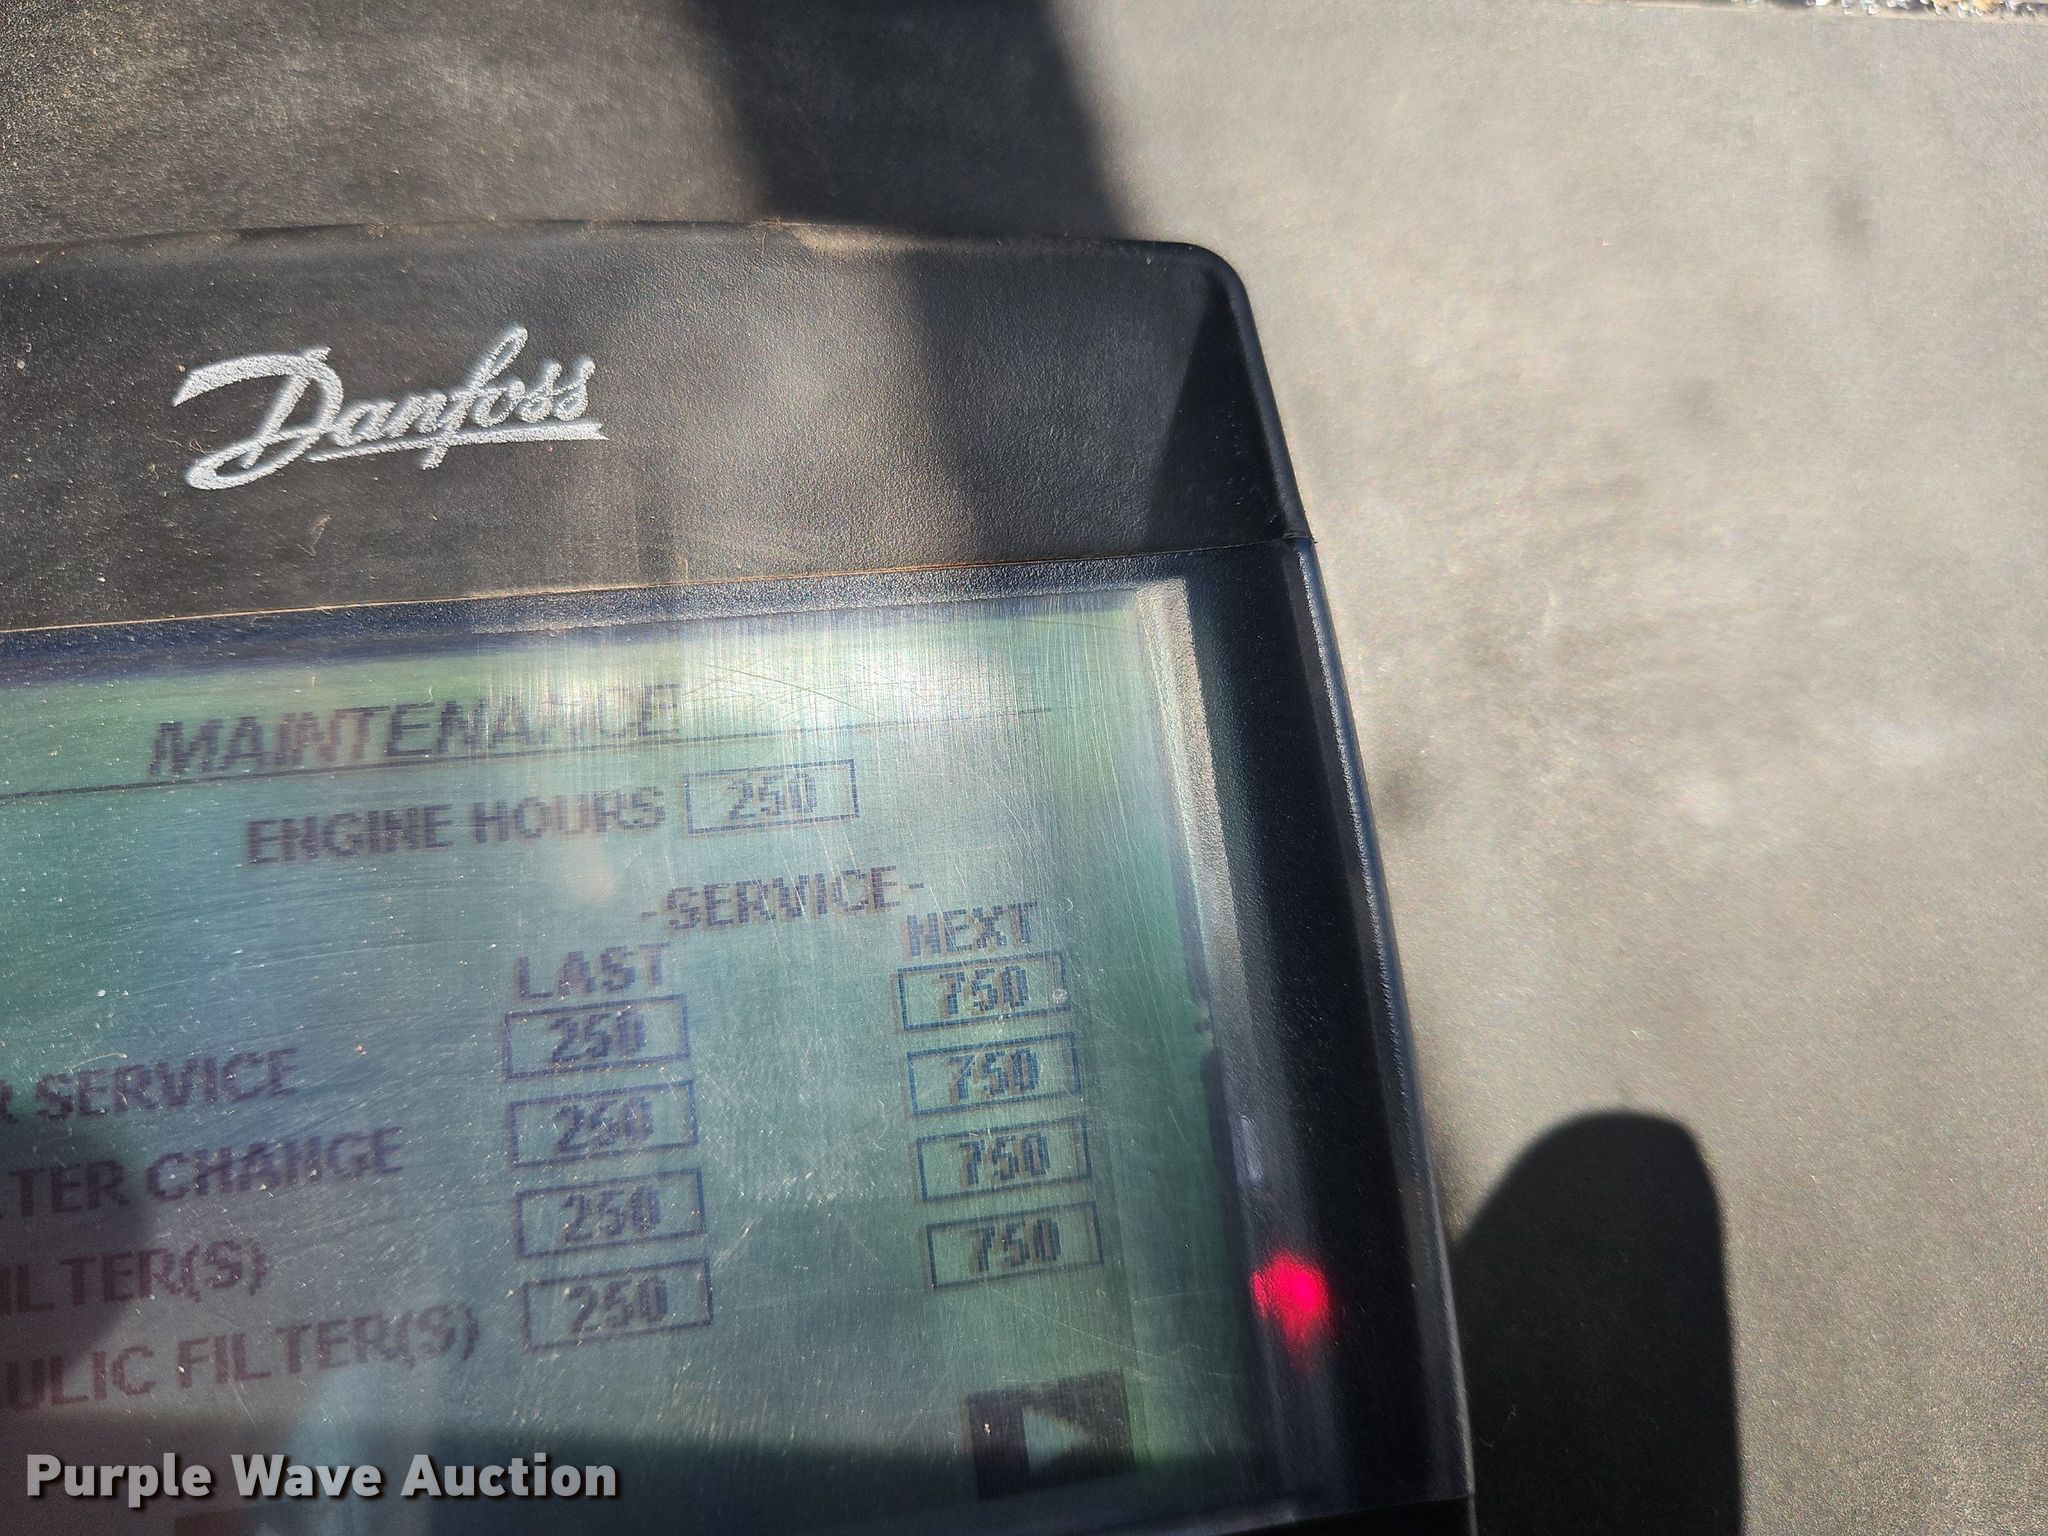 Danfoss
MAINTENANCE
ENGINE HOURS 250
-SERVICE-
LAST NEXT
R SERVICE 250 750
TER CHANGE 250 750
ILTER(S) 250 750
ULIC FILTER(S) 250 750
Purple Wave Auction